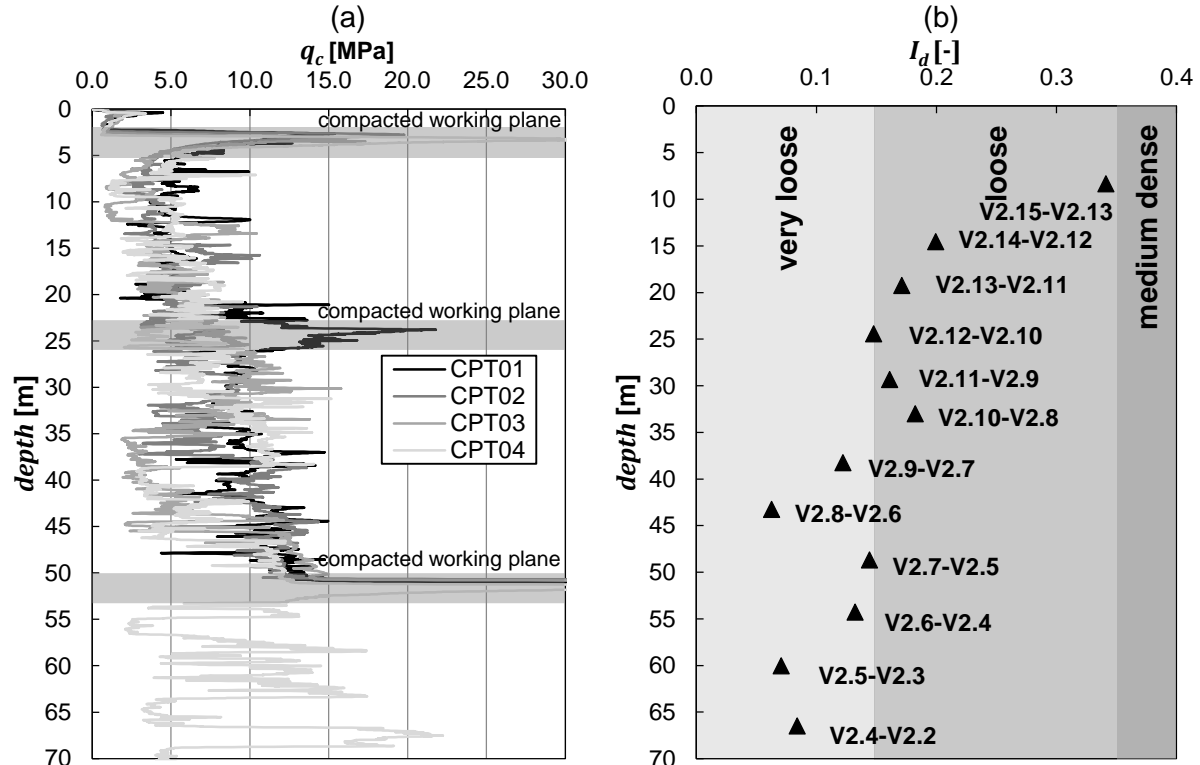 (a)
q_c [MPa]
0.0 5.0 10.0 15.0 20.0 25.0 30.0
0
5
10
15
20
25
30
35
40
45
50
55
60
65
70
depth [m]
compacted working plane
compacted working plane
CPT01
CPT02
CPT03
CPT04
compacted working plane
(b)
I_d [-]
0.0 0.1 0.2 0.3 0.4
0
5
10
15
20
25
30
35
40
45
50
55
60
65
70
depth [m]
very loose
loose
medium dense
V2.15-V2.13
V2.14-V2.12
V2.13-V2.11
V2.12-V2.10
V2.11-V2.9
V2.10-V2.8
V2.9-V2.7
V2.8-V2.6
V2.7-V2.5
V2.6-V2.4
V2.5-V2.3
V2.4-V2.2